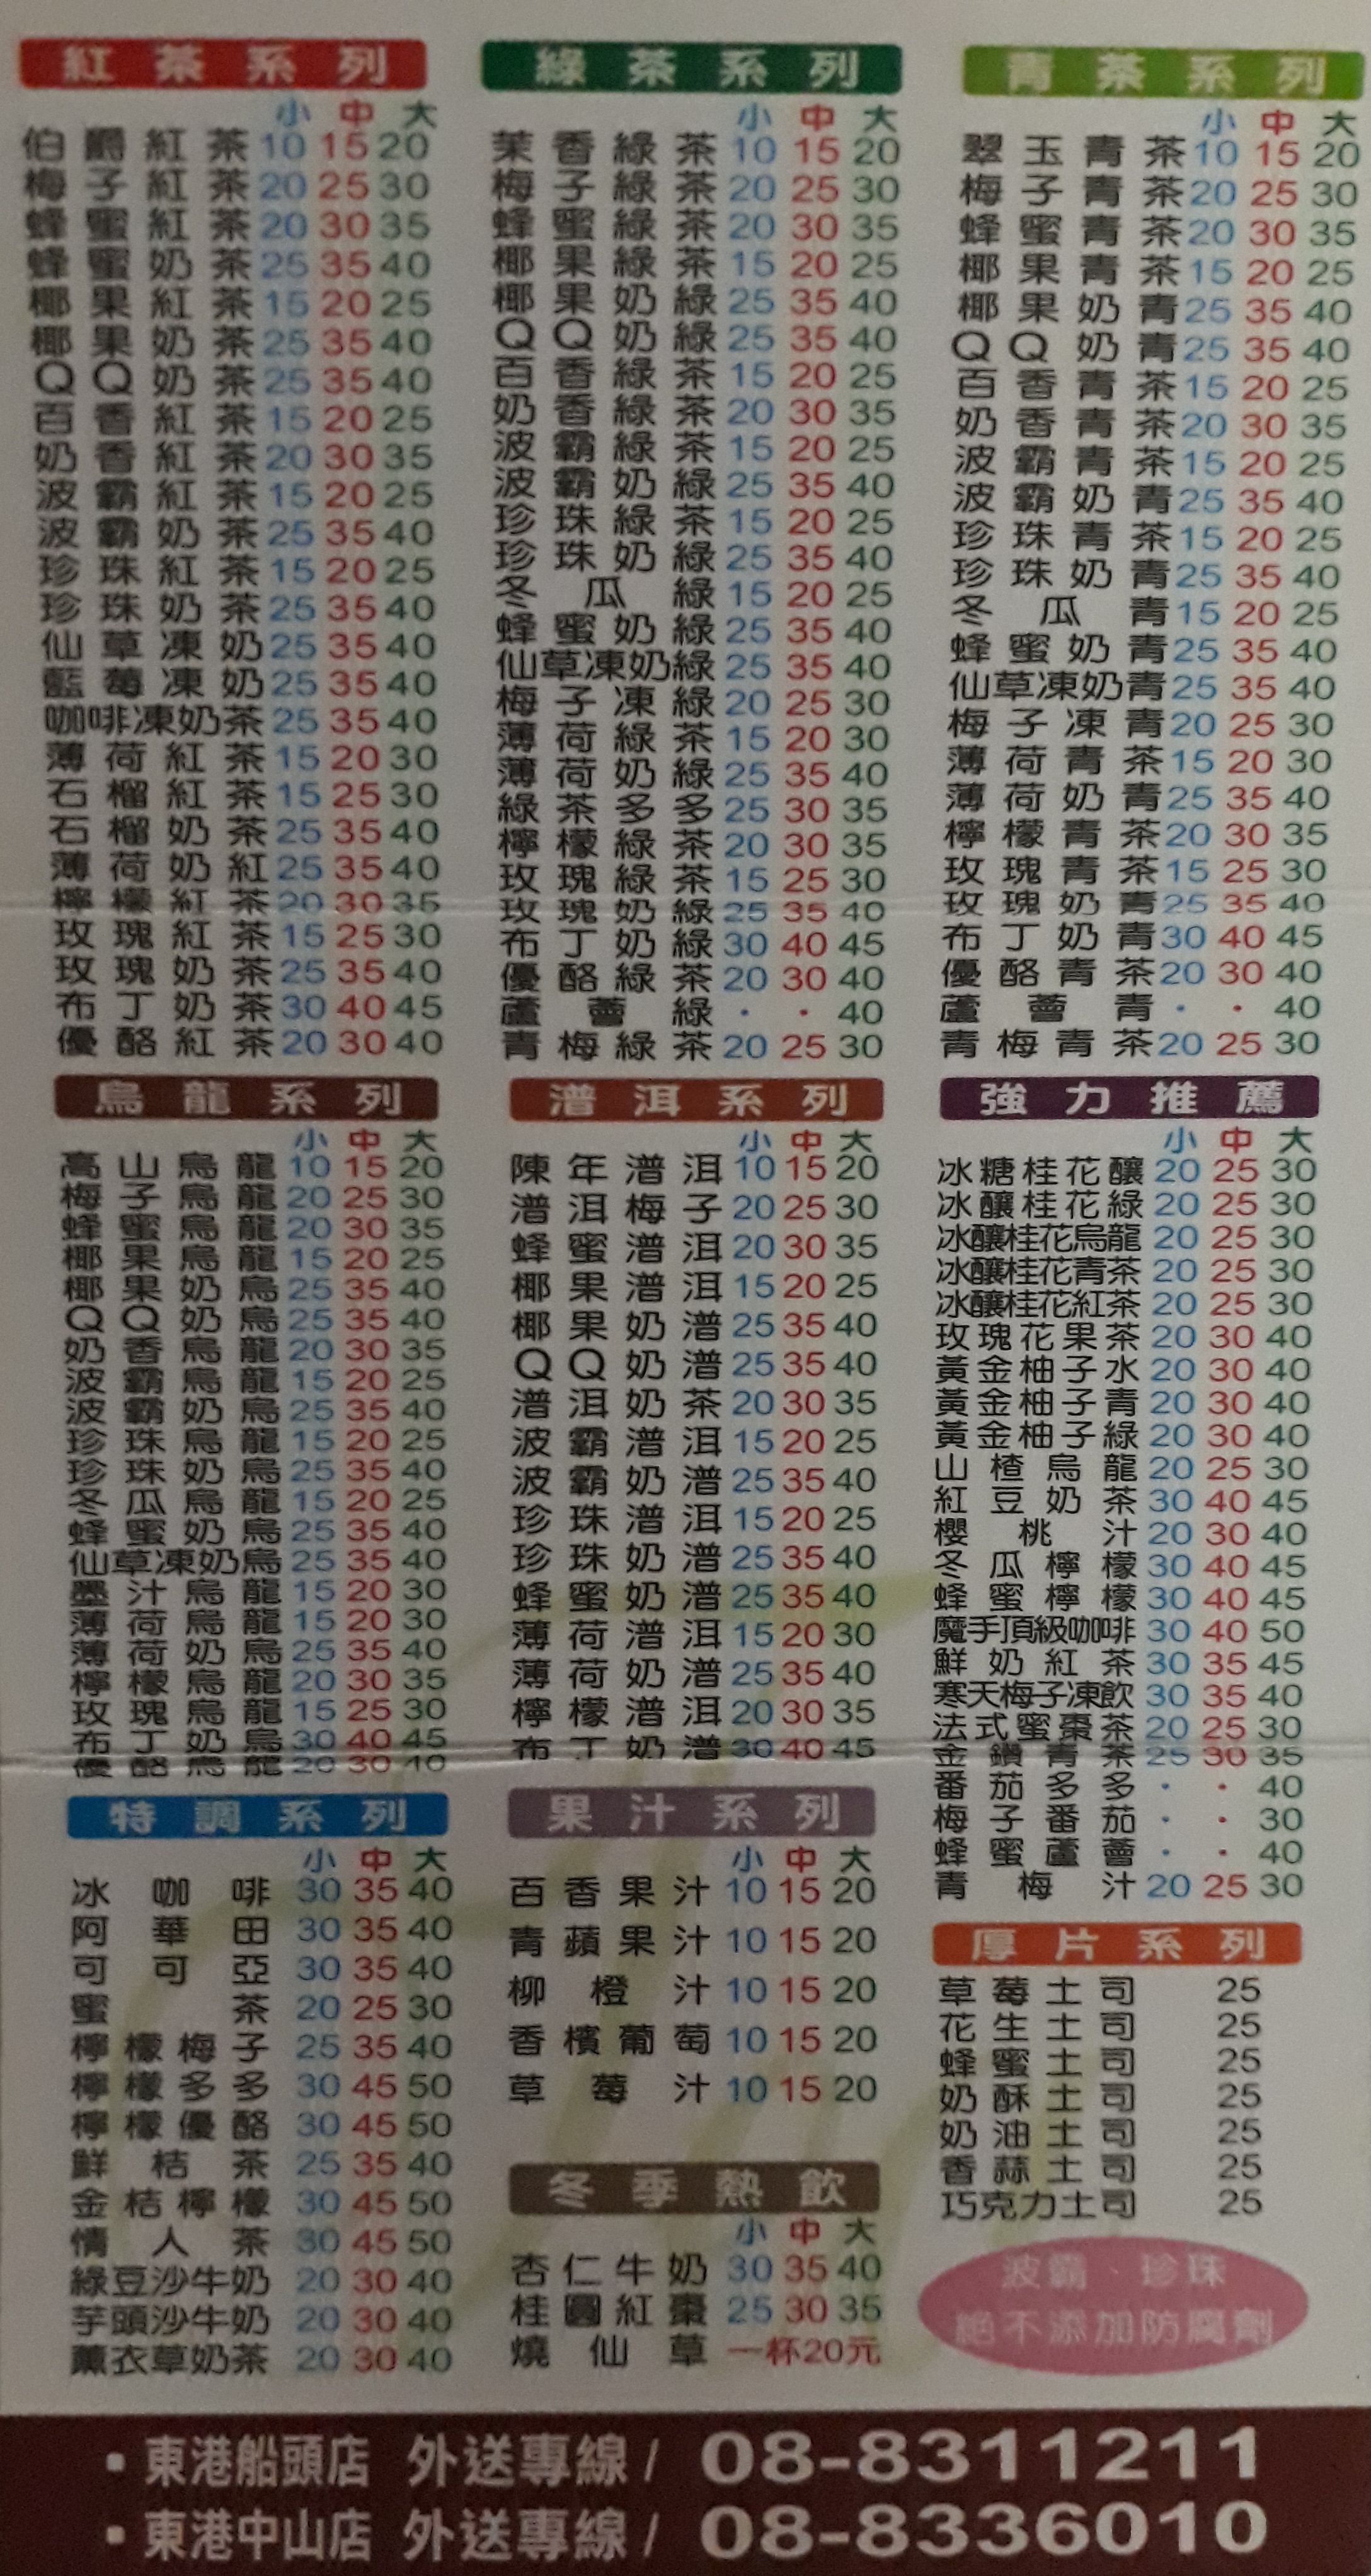 紅茶系列
小 中 大
伯爵紅茶 10 15 20
梅子紅茶 20 25 30
蜂蜜紅茶 20 30 35
蜂蜜奶茶 25 35 40
椰果紅茶 15 20 25
椰果奶茶 25 35 40
QQ奶茶 25 35 40
百香紅茶 15 20 25
奶香紅茶 20 30 35
波霸紅茶 15 20 25
波霸奶茶 25 35 40
珍珠紅茶 15 20 25
珍珠奶茶 25 35 40
仙草凍奶 25 35 40
藍莓凍奶 25 35 40
咖啡凍奶茶 25 35 40
薄荷紅茶 15 20 30
石榴紅茶 15 25 30
石榴奶茶 25 35 40
薄荷奶紅 25 35 40
檸檬紅茶 20 30 35
玫瑰紅茶 15 25 30
玫瑰奶茶 25 35 40
布丁奶茶 30 40 45
優酪紅茶 20 30 40
綠茶系列
小 中 大
茉香綠茶 10 15 20
梅子綠茶 20 25 30
蜂蜜綠茶 20 30 35
椰果綠茶 15 20 25
椰果奶綠 25 35 40
QQ奶綠 25 35 40
百香綠茶 15 20 25
奶香綠茶 20 30 35
波霸綠茶 15 20 25
波霸奶綠 25 35 40
珍珠綠茶 15 20 25
珍珠奶綠 25 35 40
冬瓜綠 15 20 25
蜂蜜奶綠 25 35 40
仙草凍奶綠 25 35 40
梅子凍綠 20 25 30
薄荷綠茶 15 20 30
薄荷奶綠 25 35 40
綠茶多多 25 30 35
檸檬綠茶 20 30 35
玫瑰綠茶 15 25 30
玫瑰奶綠 25 35 40
布丁奶綠 30 40 45
優酪綠茶 20 30 40
蘆薈綠 · · 40
青梅綠茶 20 25 30
青茶系列
小 中 大
翠玉青茶 10 15 20
梅子青茶 20 25 30
蜂蜜青茶 20 30 35
椰果青茶 15 20 25
椰果奶青 25 35 40
QQ奶青 25 35 40
百香青茶 15 20 25
奶香青茶 20 30 35
波霸青茶 15 20 25
波霸奶青 25 35 40
珍珠青茶 15 20 25
珍珠奶青 25 35 40
冬瓜青 15 20 25
蜂蜜奶青 25 35 40
仙草凍奶青 25 35 40
梅子凍青 20 25 30
薄荷青茶 15 20 30
薄荷奶青 25 35 40
檸檬青茶 20 30 35
玫瑰青茶 15 25 30
玫瑰奶青 25 35 40
布丁奶青 30 40 45
優酪青茶 20 30 40
蘆薈青 · · 40
青梅青茶 20 25 30
烏龍系列
小 中 大
高山烏龍 10 15 20
梅子烏龍 20 25 30
蜂蜜烏龍 20 30 35
椰果烏龍 15 20 25
椰果奶烏 25 35 40
QQ奶烏 25 35 40
奶香烏龍 20 30 35
波霸烏龍 15 20 25
波霸奶烏 25 35 40
珍珠烏龍 15 20 25
珍珠奶烏 25 35 40
冬瓜烏龍 15 20 25
蜂蜜奶烏 25 35 40
仙草凍奶烏 25 35 40
墨汁烏龍 15 20 30
薄荷烏龍 15 20 30
薄荷奶烏 25 35 40
檸檬烏龍 20 30 35
玫瑰烏龍 15 25 30
布丁奶烏 30 40 45
優酪烏龍 20 30 40
潽洱系列
小 中 大
陳年潽洱 10 15 20
潽洱梅子 20 25 30
蜂蜜潽洱 20 30 35
椰果潽洱 15 20 25
椰果奶潽 25 35 40
QQ奶潽 25 35 40
潽洱奶茶 20 30 35
波霸潽洱 15 20 25
波霸奶潽 25 35 40
珍珠潽洱 15 20 25
珍珠奶潽 25 35 40
蜂蜜奶潽 25 35 40
薄荷潽洱 15 20 30
薄荷奶潽 25 35 40
檸檬潽洱 20 30 35
布丁奶潽 30 40 45
強力推薦
小 中 大
冰糖桂花釀 20 25 30
冰釀桂花綠 20 25 30
冰釀桂花烏龍 20 25 30
冰釀桂花青茶 20 25 30
冰釀桂花紅茶 20 25 30
玫瑰花果茶 20 30 40
黃金柚子水 20 30 40
黃金柚子青 20 30 40
黃金柚子綠 20 30 40
山楂烏龍 20 25 30
紅豆奶茶 30 40 45
櫻桃汁 20 30 40
冬瓜檸檬 30 40 45
蜂蜜檸檬 30 40 45
魔手頂級咖啡 30 40 50
鮮奶紅茶 30 35 45
寒天梅子凍飲 30 35 40
法式蜜棗茶 20 25 30
金鑽青茶 25 30 35
番茄多多 · · 40
梅子番茄 · · 30
蜂蜜蘆薈 · · 40
青梅汁 20 25 30
特調系列
小 中 大
冰咖啡 30 35 40
阿華田 30 35 40
可可亞 30 35 40
蜜茶 20 25 30
檸檬梅子 25 35 40
檸檬多多 30 45 50
檸檬優酪 30 45 50
鮮桔茶 25 35 40
金桔檸檬 30 45 50
情人茶 30 45 50
綠豆沙牛奶 20 30 40
芋頭沙牛奶 20 30 40
薰衣草奶茶 20 30 40
果汁系列
小 中 大
百香果汁 10 15 20
青蘋果汁 10 15 20
柳橙汁 10 15 20
香檳葡萄 10 15 20
草莓汁 10 15 20
冬季熱飲
小 中 大
杏仁牛奶 30 35 40
桂圓紅棗 25 30 35
燒仙草 一杯20元
厚片系列
草莓土司 25
花生土司 25
蜂蜜土司 25
奶酥土司 25
奶油土司 25
香蒜土司 25
巧克力土司 25
波霸、珍珠
絕不添加防腐劑
▪東港船頭店 外送專線/ 08-8311211
▪東港中山店 外送專線/ 08-8336010